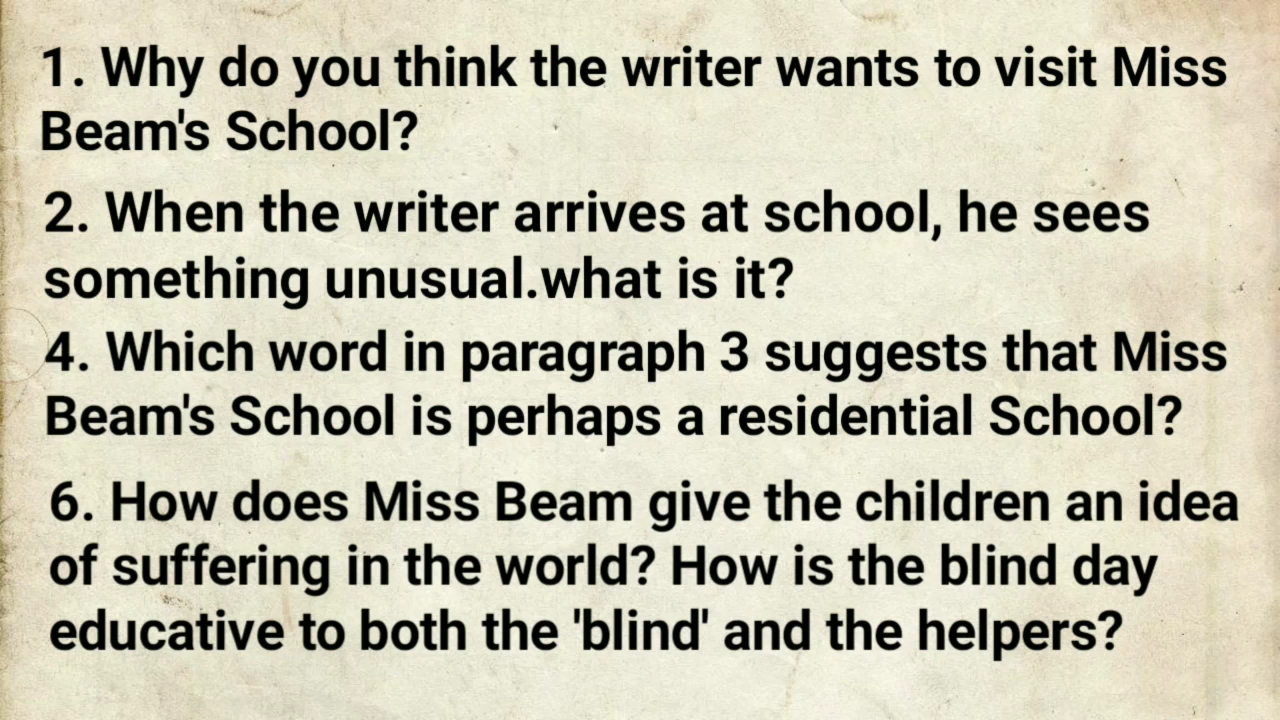 1. Why do you think the writer wants to visit Miss
Beam's School?
2. When the writer arrives at school, he sees
something unusual.what is it?
4. Which word in paragraph 3 suggests that Miss
Beam's School is perhaps a residential School?
6. How does Miss Beam give the children an idea
of suffering in the world? How is the blind day
educative to both the 'blind' and the helpers?